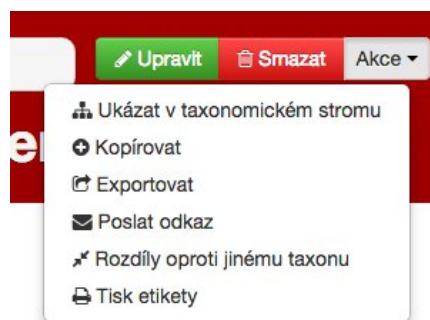 Upravit Smazat Akce
Ukázat v taxonomickém stromu
Kopírovat
Exportovat
Poslat odkaz
Rozdíly oproti jinému taxonu
Tisk etikety